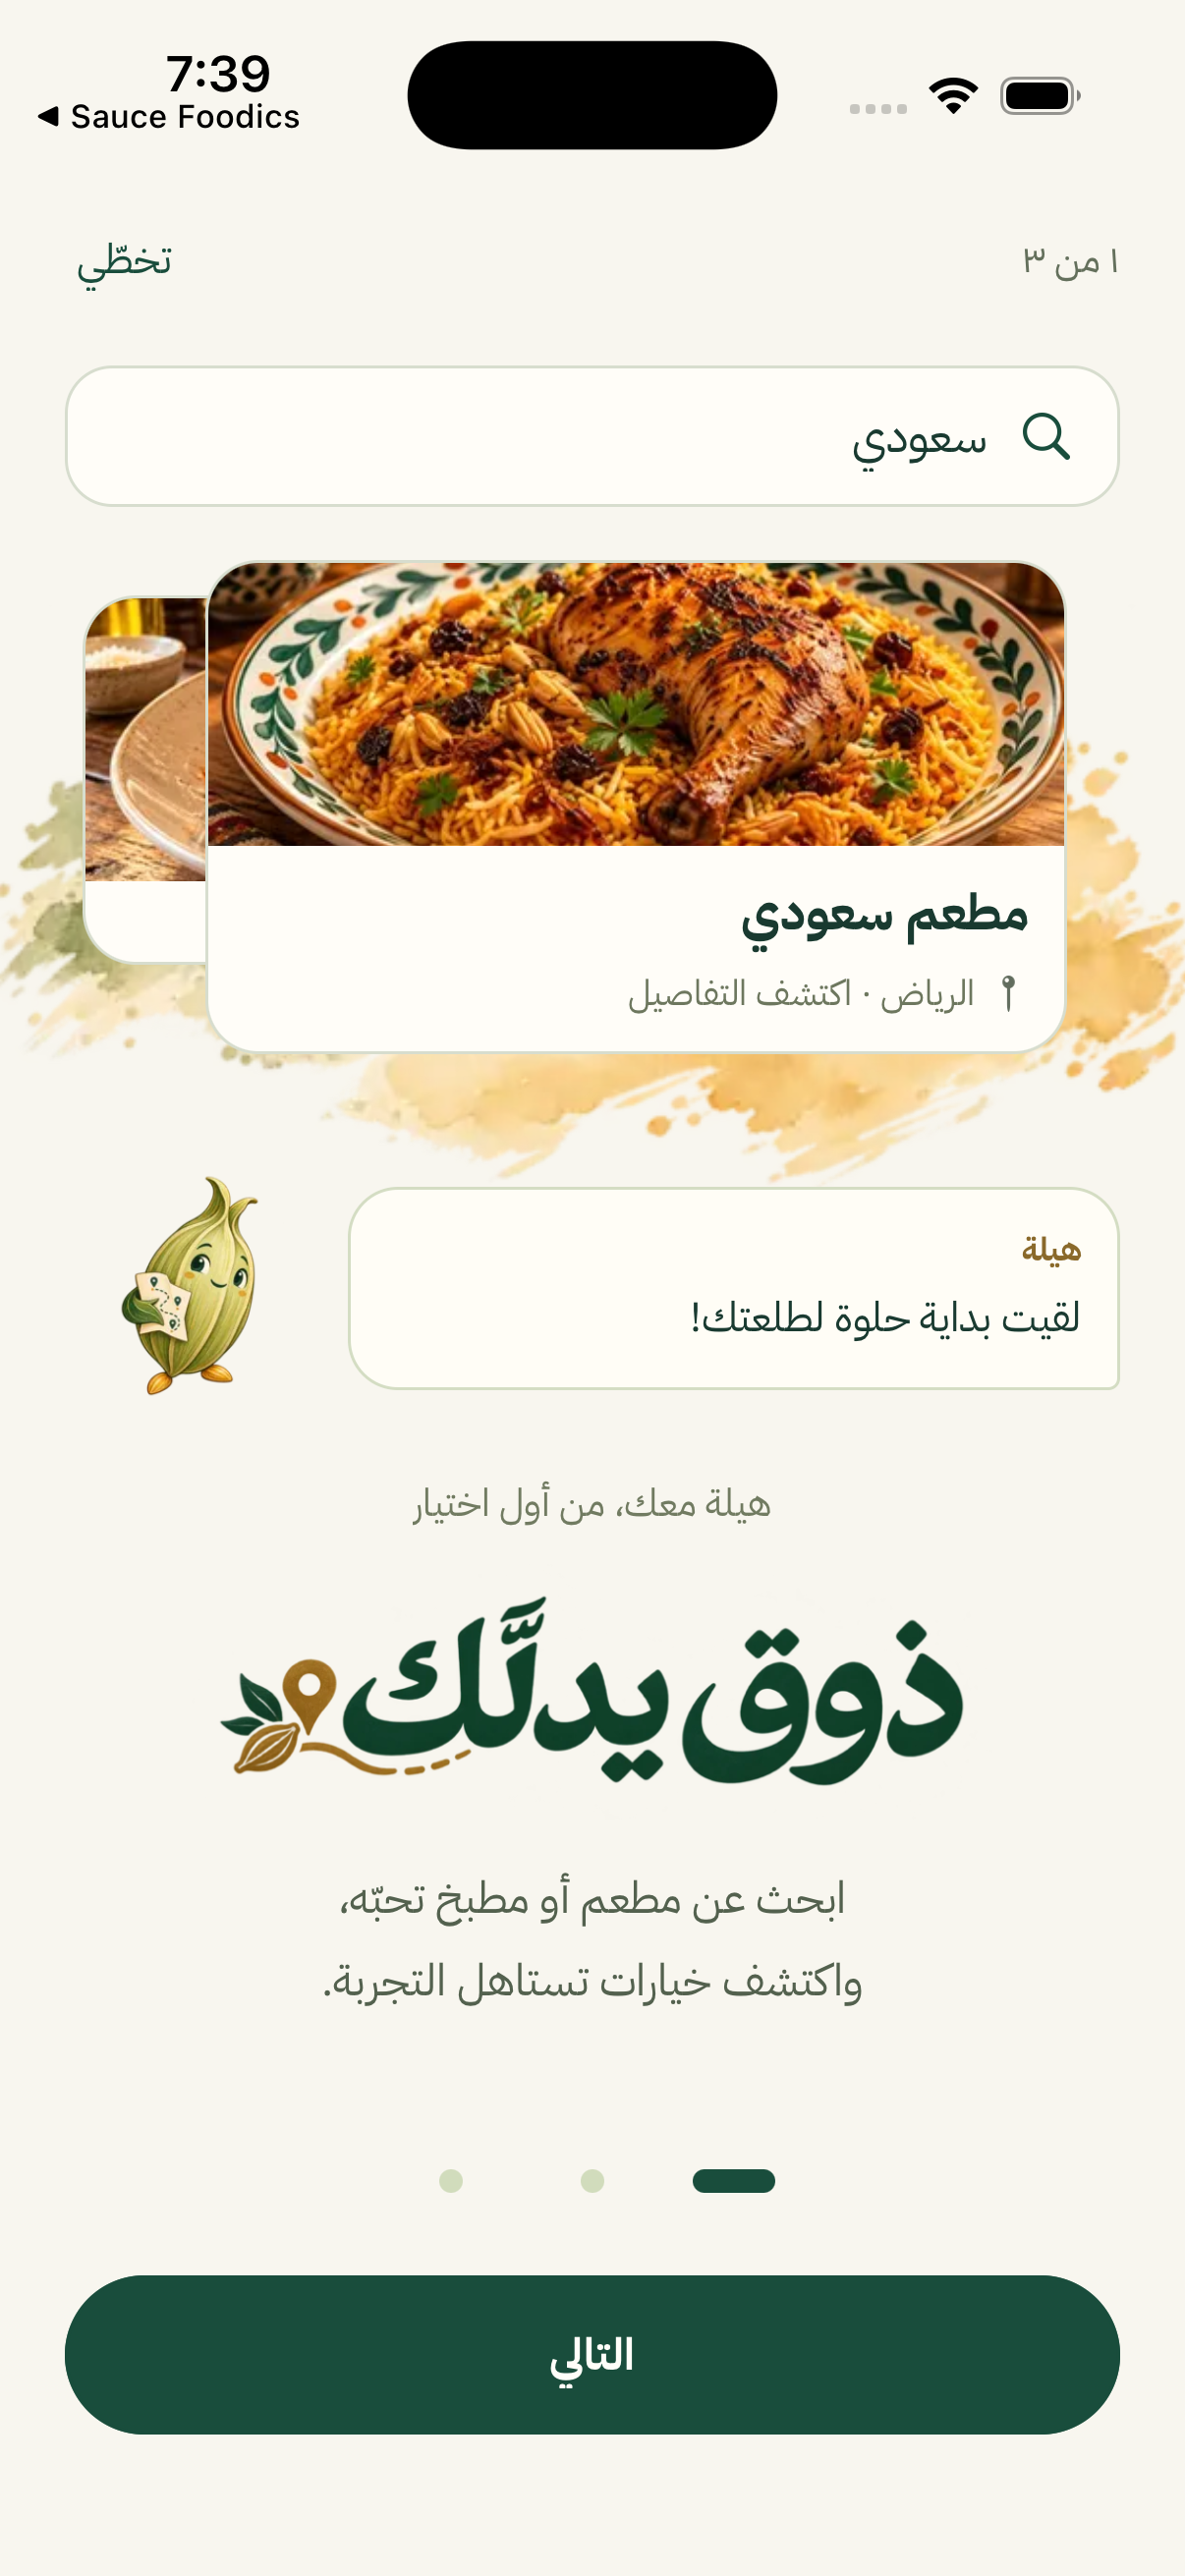 7:39
◀ Sauce Foodics
١ من ٣
تخطّي
سعودي
مطعم سعودي
الرياض · اكتشف التفاصيل
هيلة
لقيت بداية حلوة لطلعتك!
هيلة معك، من أول اختيار
ذوق يدلَّك
ابحث عن مطعم أو مطبخ تحبّه،
واكتشف خيارات تستاهل التجربة.
التالي